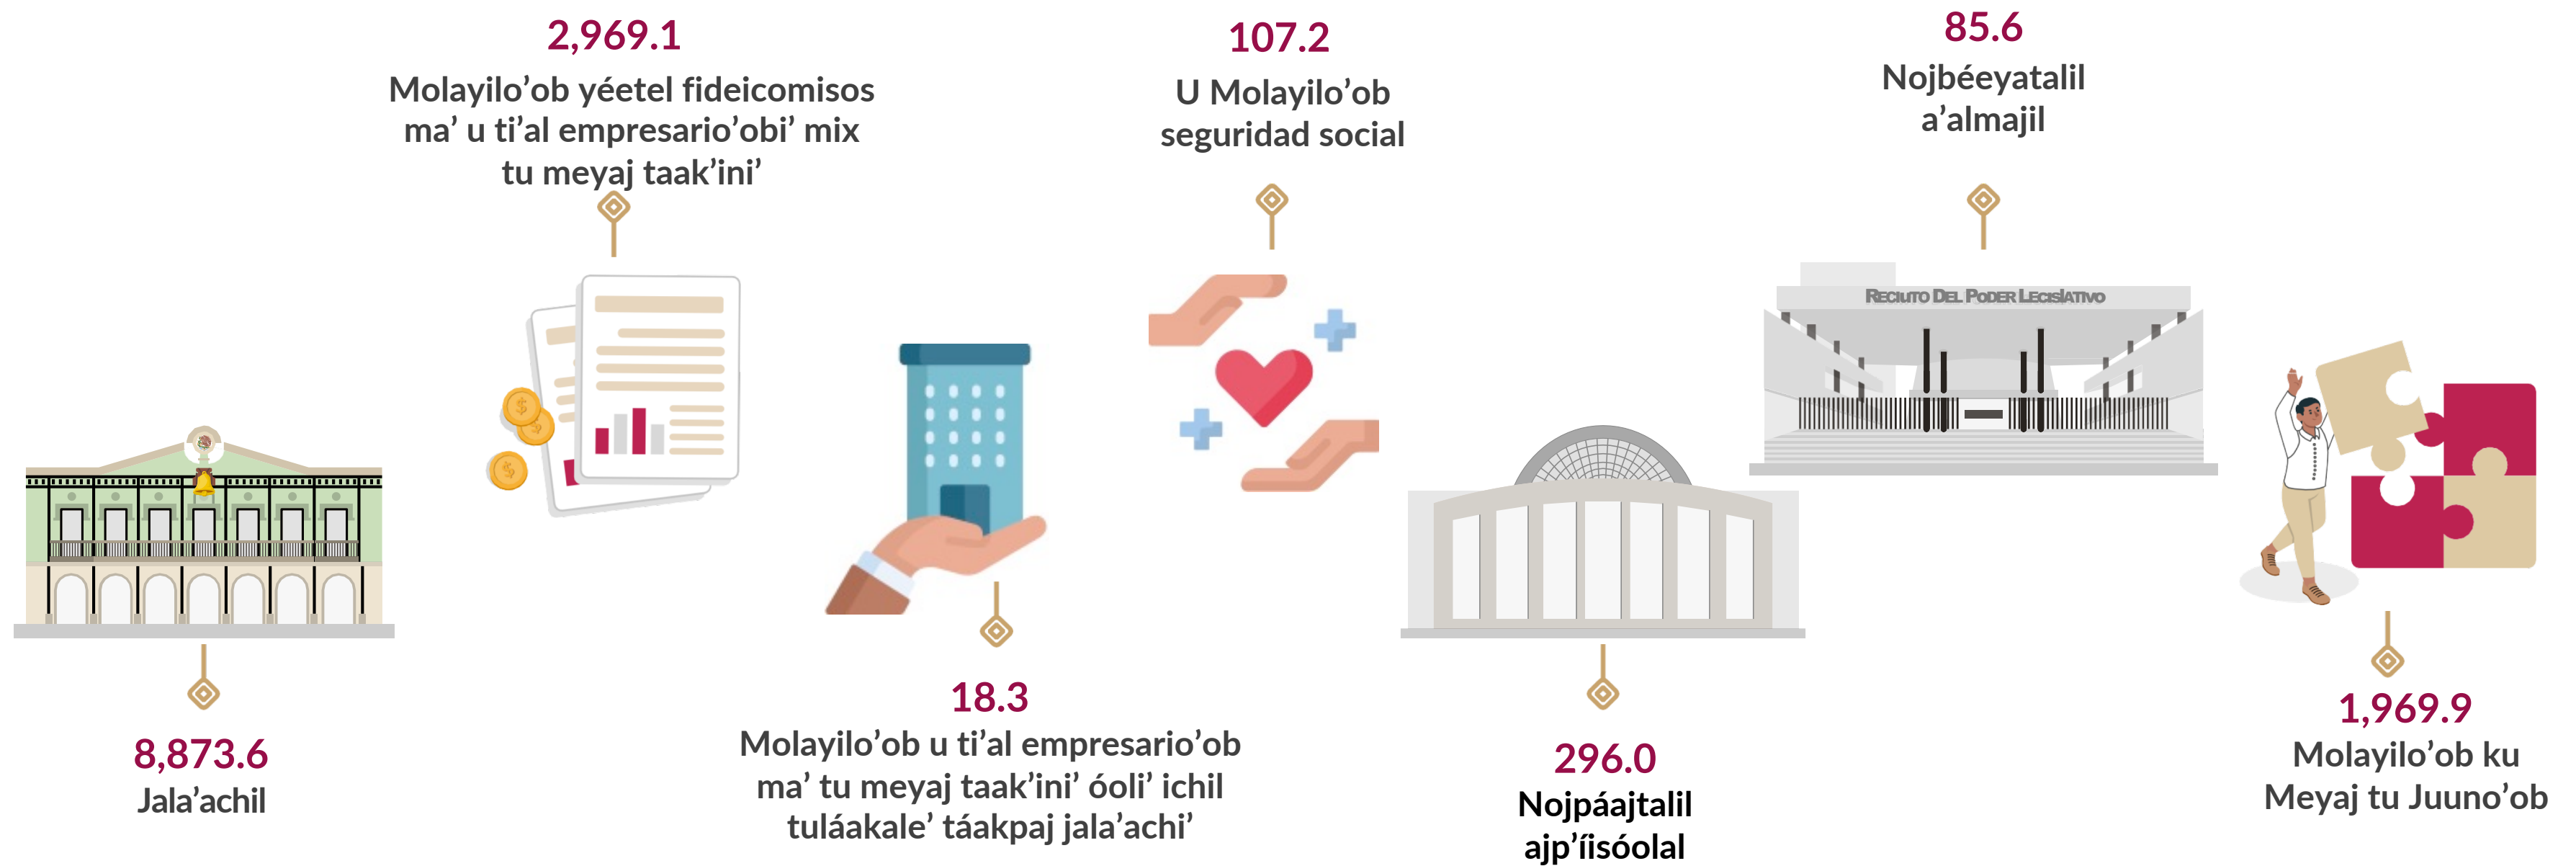 2,969.1
Molayilo’ob yéetel fideicomisos
ma’ u ti’al empresario’obi’ mix
tu meyaj taak’ini’
107.2
U Molayilo’ob
seguridad social
85.6
Nojbéeyatalil
a’almajil
RECIUTO DEL PODER LECISLATIVO
8,873.6
Jala’achil
18.3
Molayilo’ob u ti’al empresario’ob
ma’ tu meyaj taak’ini’ óoli’ ichil
tuláakale’ táakpaj jala’achi’
296.0
Nojpáajtalil
ajp’íisóolal
1,969.9
Molayilo’ob ku
Meyaj tu Juuno’ob